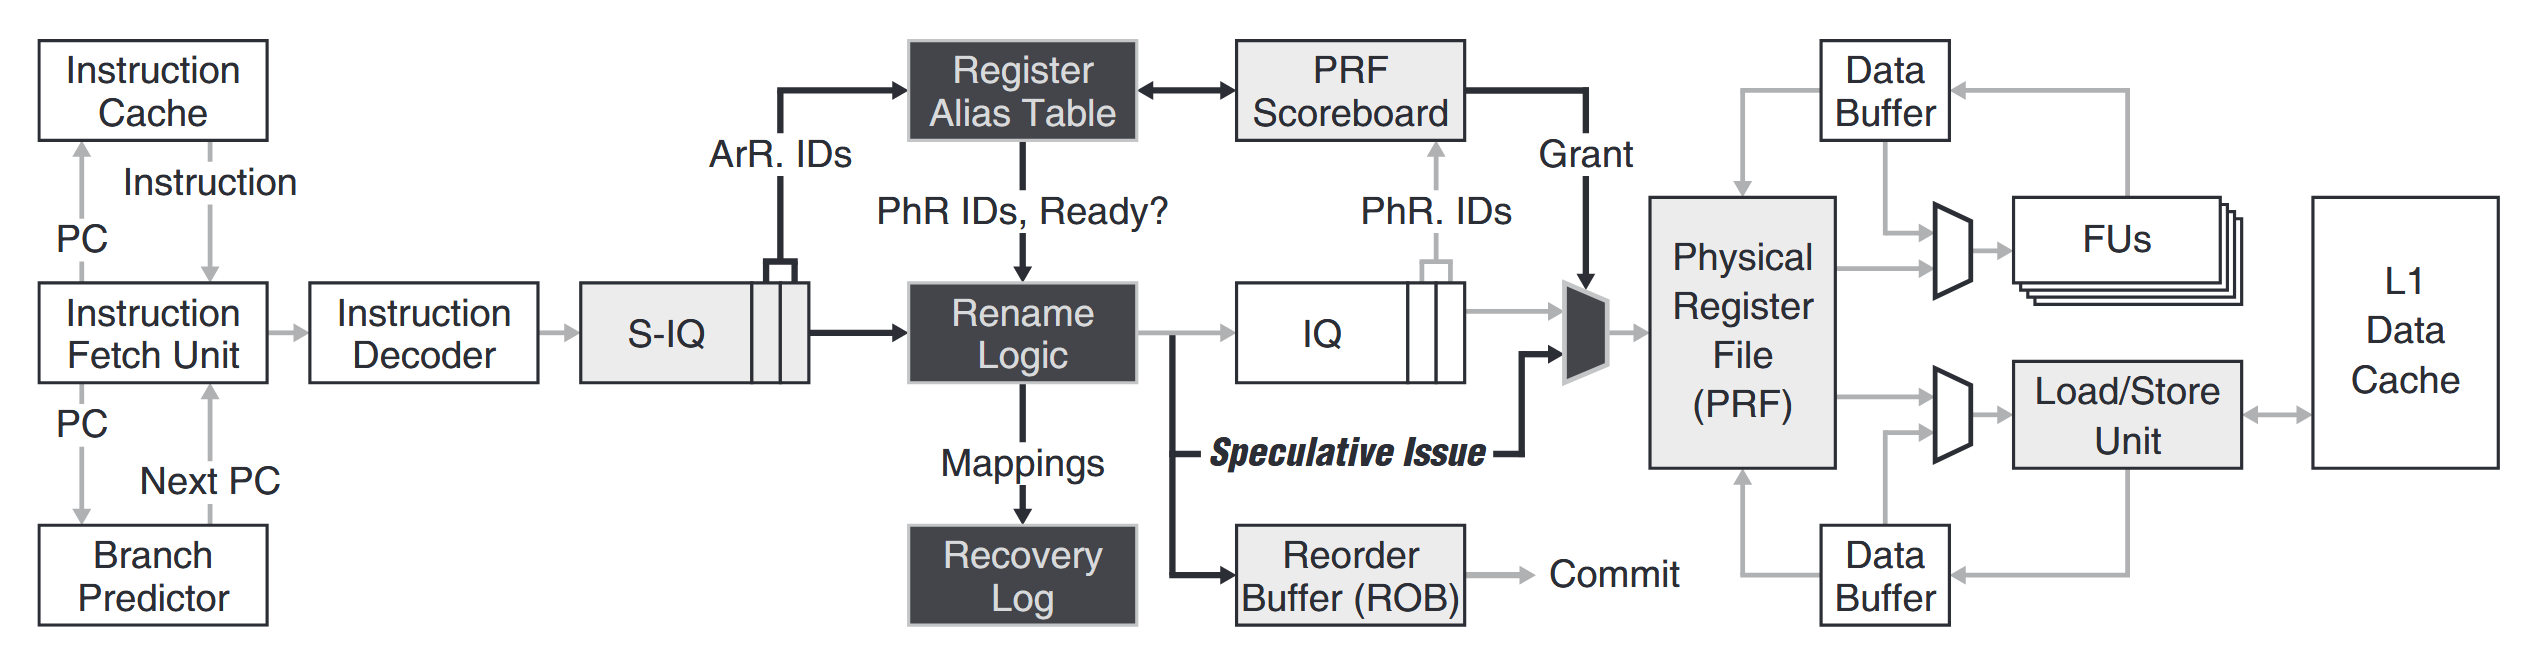 Instruction
Cache
Instruction
PC
Instruction
Fetch Unit
PC
Next PC
Branch
Predictor
Instruction
Decoder
S-IQ
ArR. IDs
Register
Alias Table
PhR IDs, Ready?
Rename
Logic
Mappings
Recovery
Log
PRF
Scoreboard
PhR. IDs
IQ
Grant
Speculative Issue
Reorder
Buffer (ROB)
Commit
Physical
Register
File
(PRF)
Data
Buffer
FUs
Load/Store
Unit
Data
Buffer
L1
Data
Cache